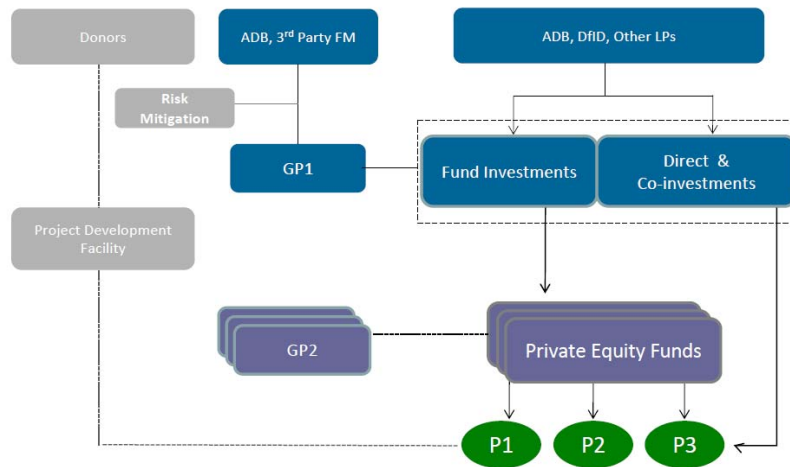 Donors
ADB, 3rd Party FM
ADB, DfID, Other LPs
Risk
Mitigation
GP1
Fund Investments
Direct &
Co-investments
Project Development
Facility
GP2
Private Equity Funds
P1
P2
P3